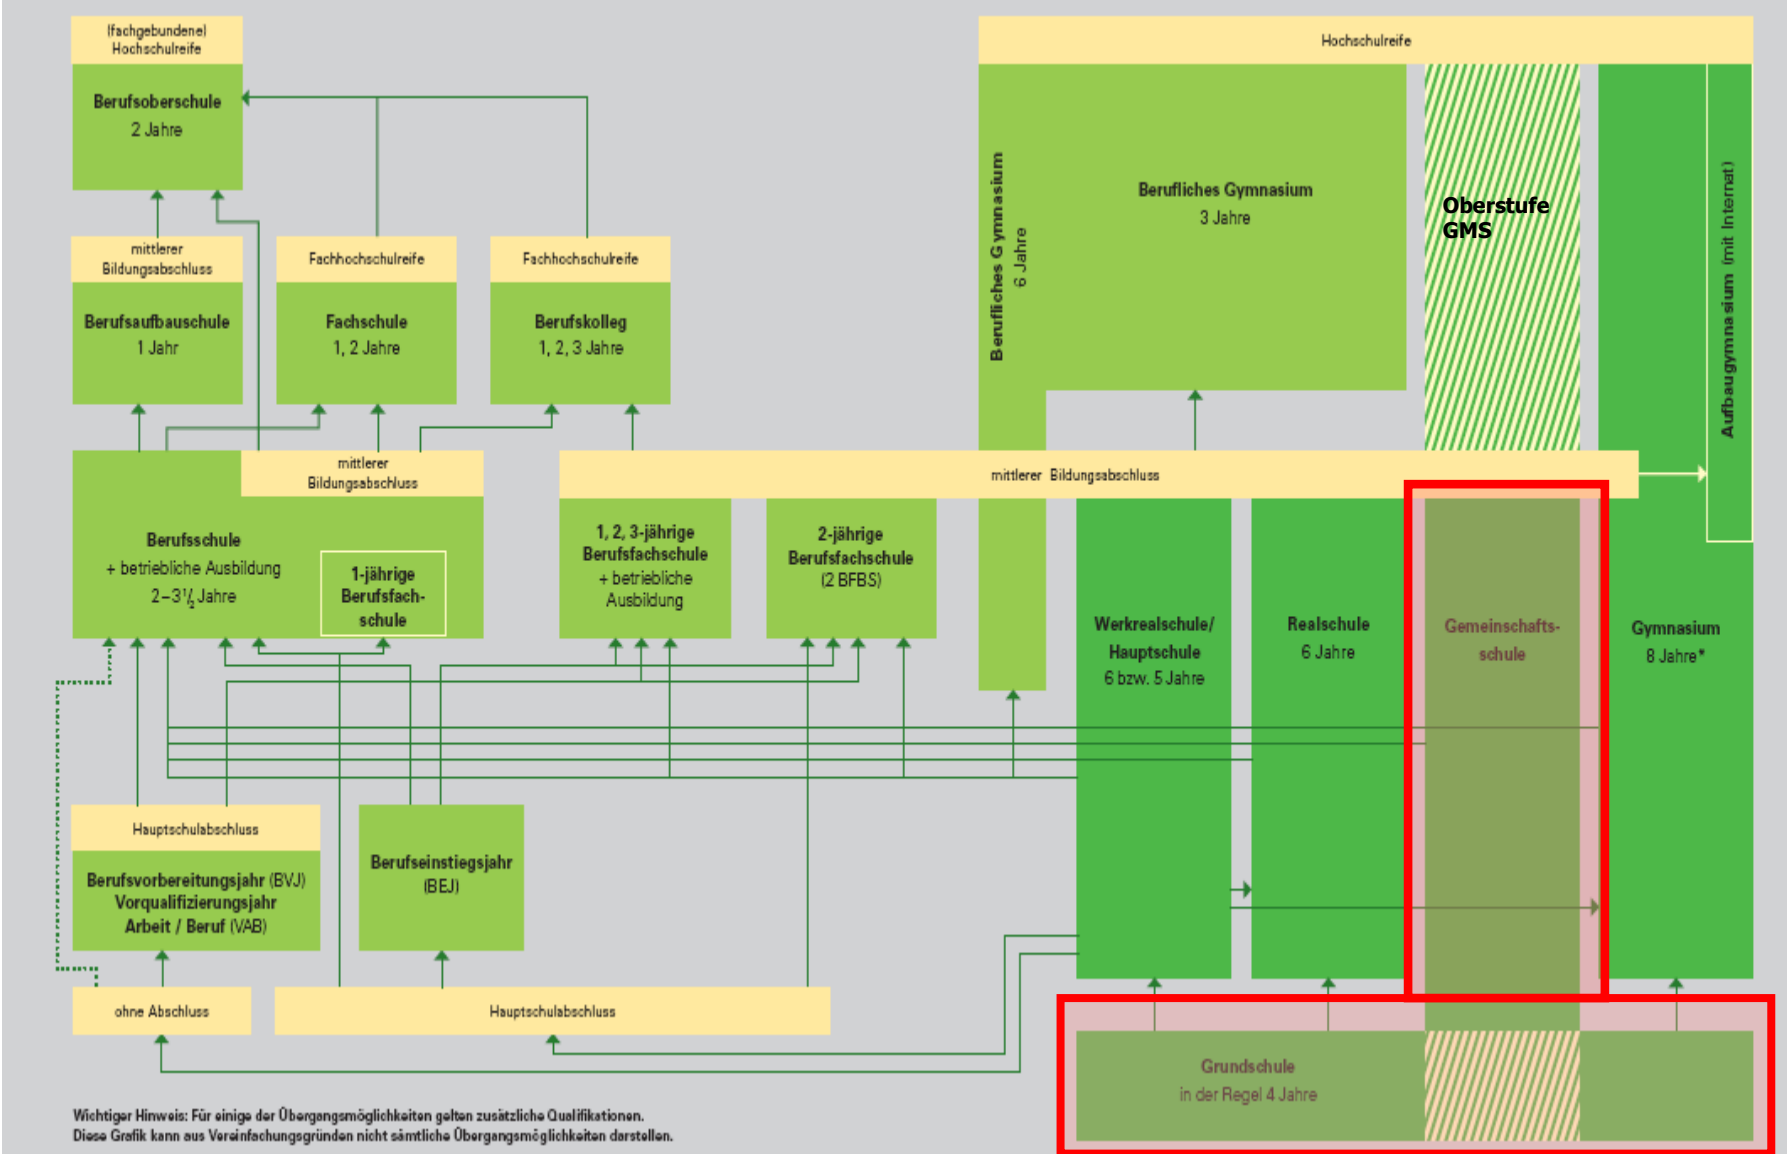 (fachgebundene)
Hochschulreife
Berufsoberschule
2 Jahre
mittlerer
Bildungsabschluss
Berufsaufbauschule
1 Jahr
Fachhochschulreife
Fachschule
1, 2 Jahre
Fachhochschulreife
Berufskolleg
1, 2, 3 Jahre
Hochschulreife
Berufliches Gymnasium
6 Jahre
Berufliches Gymnasium
3 Jahre
Oberstufe
GMS
Aufbaugymnasium (mit Internat)
mittlerer
Bildungsabschluss
Berufsschule
+ betriebliche Ausbildung
2–3 1/2 Jahre
1-jährige
Berufsfach-
schule
mittlerer Bildungsabschluss
1, 2, 3-jährige
Berufsfachschule
+ betriebliche
Ausbildung
2-jährige
Berufsfachschule
(2 BFBS)
Werkrealschule/
Hauptschule
6 bzw. 5 Jahre
Realschule
6 Jahre
Gemeinschafts-
schule
Gymnasium
8 Jahre*
Hauptschulabschluss
Berufsvorbereitungsjahr (BVJ)
Vorqualifizierungsjahr
Arbeit / Beruf (VAB)
Berufseinstiegsjahr
(BEJ)
ohne Abschluss
Hauptschulabschluss
Grundschule
in der Regel 4 Jahre
Wichtiger Hinweis: Für einige der Übergangsmöglichkeiten gelten zusätzliche Qualifikationen.
Diese Grafik kann aus Vereinfachungsgründen nicht sämtliche Übergangsmöglichkeiten darstellen.